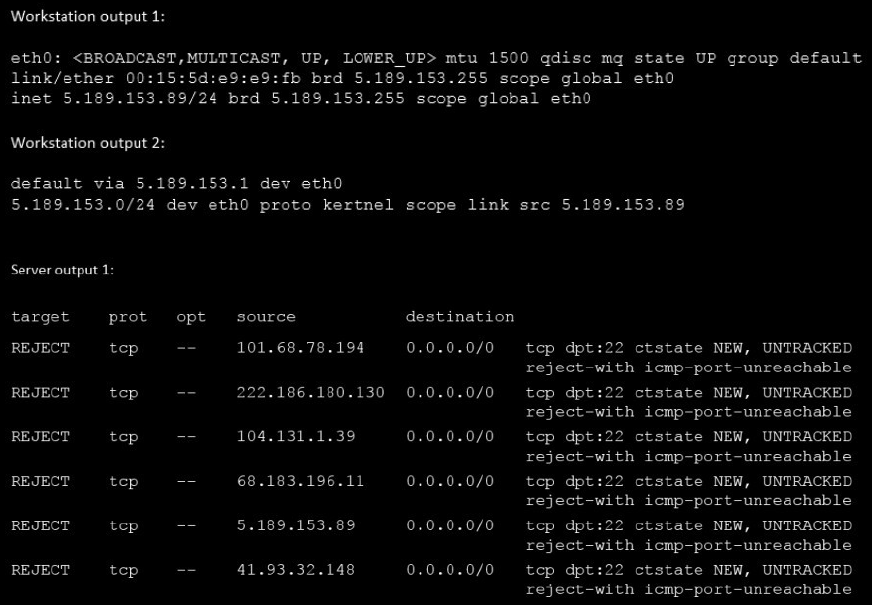 Workstation output 1:
eth0: <BROADCAST,MULTICAST, UP, LOWER_UP> mtu 1500 qdisc mq state UP group default
link/ether 00:15:5d:e9:e9:fb brd 5.189.153.255 scope global eth0
inet 5.189.153.89/24 brd 5.189.153.255 scope global eth0
Workstation output 2:
default via 5.189.153.1 dev eth0
5.189.153.0/24 dev eth0 proto kertnel scope link src 5.189.153.89
Server output 1:
target prot opt source destination
REJECT tcp -- 101.68.78.194 0.0.0.0/0 tcp dpt:22 ctstate NEW, UNTRACKED
reject-with icmp-port-unreachable
REJECT tcp -- 222.186.180.130 0.0.0.0/0 tcp dpt:22 ctstate NEW, UNTRACKED
reject-with icmp-port-unreachable
REJECT tcp -- 104.131.1.39 0.0.0.0/0 tcp dpt:22 ctstate NEW, UNTRACKED
reject-with icmp-port-unreachable
REJECT tcp -- 68.183.196.11 0.0.0.0/0 tcp dpt:22 ctstate NEW, UNTRACKED
reject-with icmp-port-unreachable
REJECT tcp -- 5.189.153.89 0.0.0.0/0 tcp dpt:22 ctstate NEW, UNTRACKED
reject-with icmp-port-unreachable
REJECT tcp -- 41.93.32.148 0.0.0.0/0 tcp dpt:22 ctstate NEW, UNTRACKED
reject-with icmp-port-unreachable